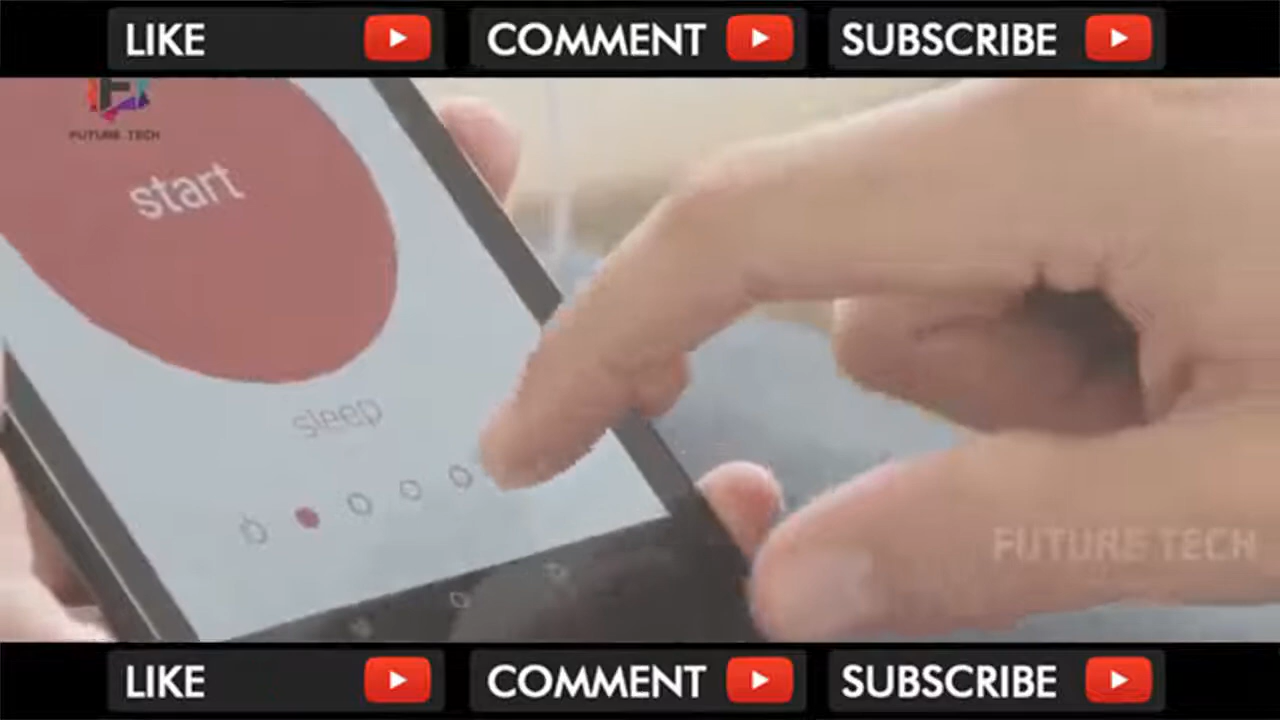 LIKE COMMENT SUBSCRIBE
FUTURE TECH
start
sleep
FUTURE TECH
LIKE COMMENT SUBSCRIBE